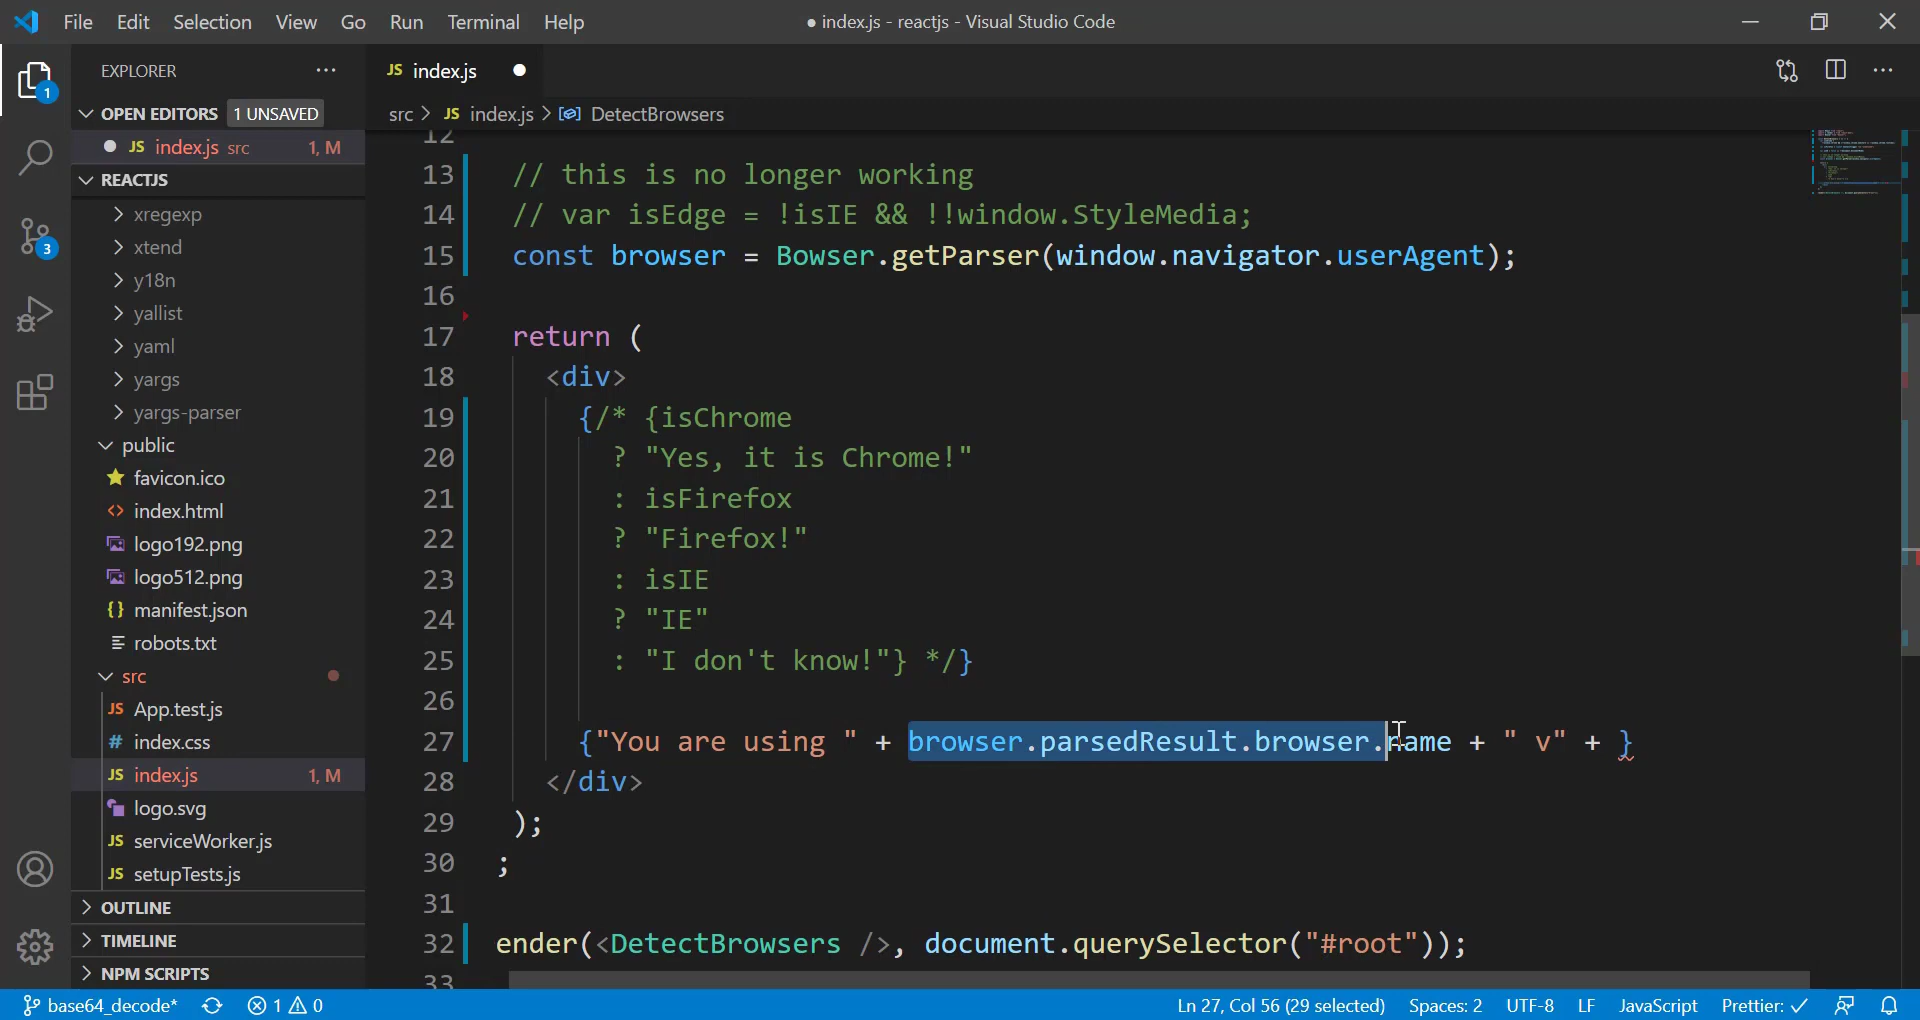 File Edit Selection View Go Run Terminal Help
● index.js - reactjs - Visual Studio Code
EXPLORER
1
OPEN EDITORS 1 UNSAVED
JS index.js src 1, M
REACTJS
xregexp
xtend
3
y18n
yallist
yaml
yargs
yargs-parser
public
favicon.ico
<> index.html
logo192.png
logo512.png
{} manifest.json
robots.txt
src
JS App.test.js
# index.css
JS index.js 1, M
logo.svg
JS serviceWorker.js
JS setupTests.js
OUTLINE
TIMELINE
NPM SCRIPTS
JS index.js
src > JS index.js > DetectBrowsers
12
13 // this is no longer working
14 // var isEdge = !isIE && !!window.StyleMedia;
15 const browser = Bowser.getParser(window.navigator.userAgent);
16
17 return (
18 <div>
19 {/* {isChrome
20 ? "Yes, it is Chrome!"
21 : isFirefox
22 ? "Firefox!"
23 : isIE
24 ? "IE"
25 : "I don't know!"} */}
26
27 {"You are using " + browser.parsedResult.browser.name + " v" + }
28 </div>
29 );
30 ;
31
32 ender(<DetectBrowsers />, document.querySelector("#root"));
33
base64_decode* 1 0 Ln 27, Col 56 (29 selected) Spaces: 2 UTF-8 LF JavaScript Prettier: ✓